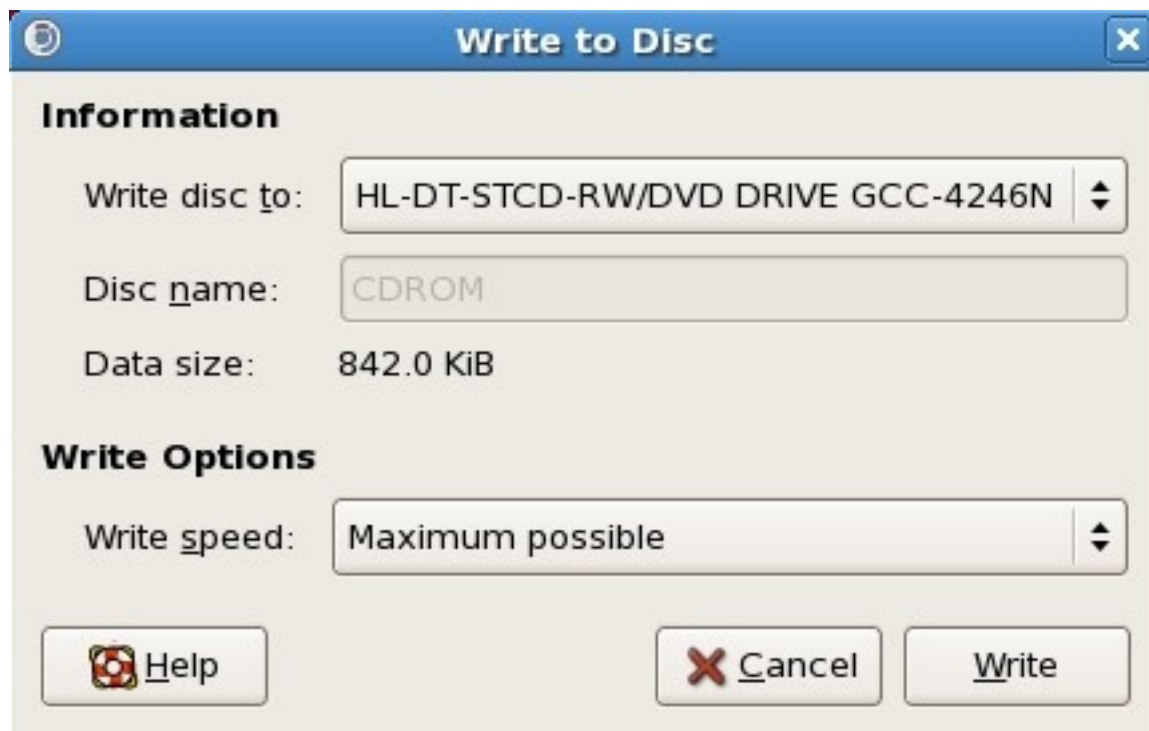 Write to Disc
Information
Write disc to: HL-DT-STCD-RW/DVD DRIVE GCC-4246N
Disc name: CDROM
Data size: 842.0 KiB
Write Options
Write speed: Maximum possible
Help Cancel Write